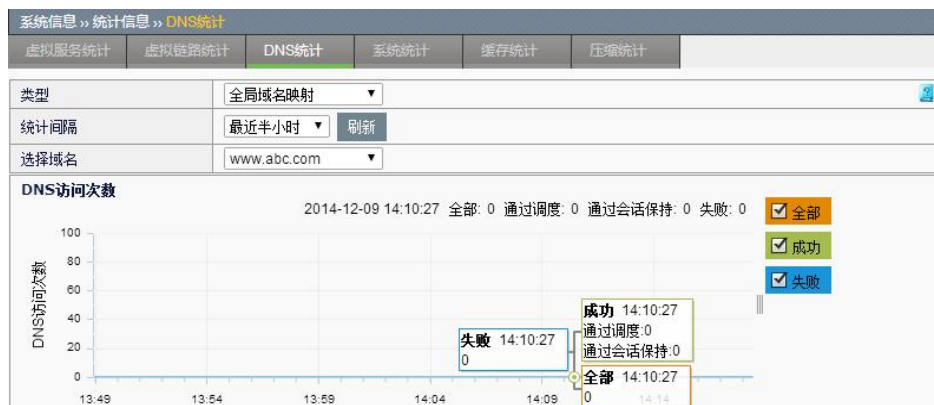 系统信息 » 统计信息 » DNS统计
虚拟服务统计 虚拟链路统计 DNS统计 系统统计 缓存统计 压缩统计
类型 全局域名映射
统计间隔 最近半小时 刷新
选择域名 www.abc.com
DNS访问次数
2014-12-09 14:10:27 全部: 0 通过调度: 0 通过会话保持: 0 失败: 0
全部
成功
失败
DNS访问次数
100
80
60
40
20
0
失败 14:10:27
0
成功 14:10:27
通过调度:0
通过会话保持:0
全部 14:10:27
0
13:49 13:54 13:59 14:04 14:09 14:14